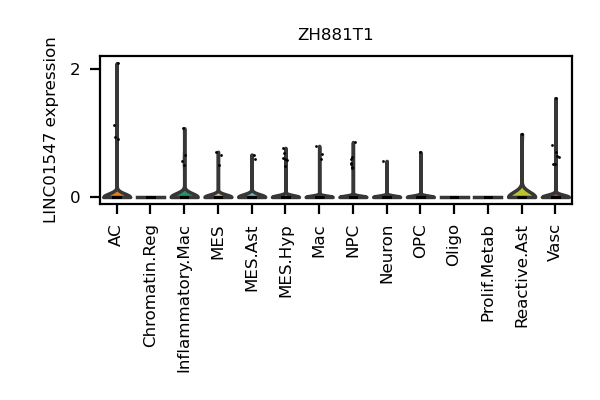 ZH881T1
LINC01547 expression
2
0
AC
Chromatin.Reg
Inflammatory.Mac
MES
MES.Ast
MES.Hyp
Mac
NPC
Neuron
OPC
Oligo
Prolif.Metab
Reactive.Ast
Vasc